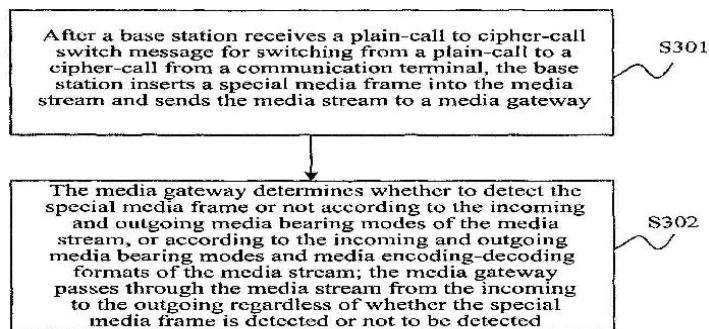 After a base station receives a plain-call to cipher-call
switch message for switching from a plain-call to a
cipher-call from a communication terminal, the base
station inserts a special media frame into the media
stream and sends the media stream to a media gateway
S301
The media gateway determines whether to detect the
special media frame or not according to the incoming
and outgoing media bearing modes of the media
stream, or according to the incoming and outgoing
media bearing modes and media encoding-decoding
formats of the media stream; the media gateway
passes through the media stream from the incoming
to the outgoing regardless of whether the special
media frame is detected or not to be detected
S302